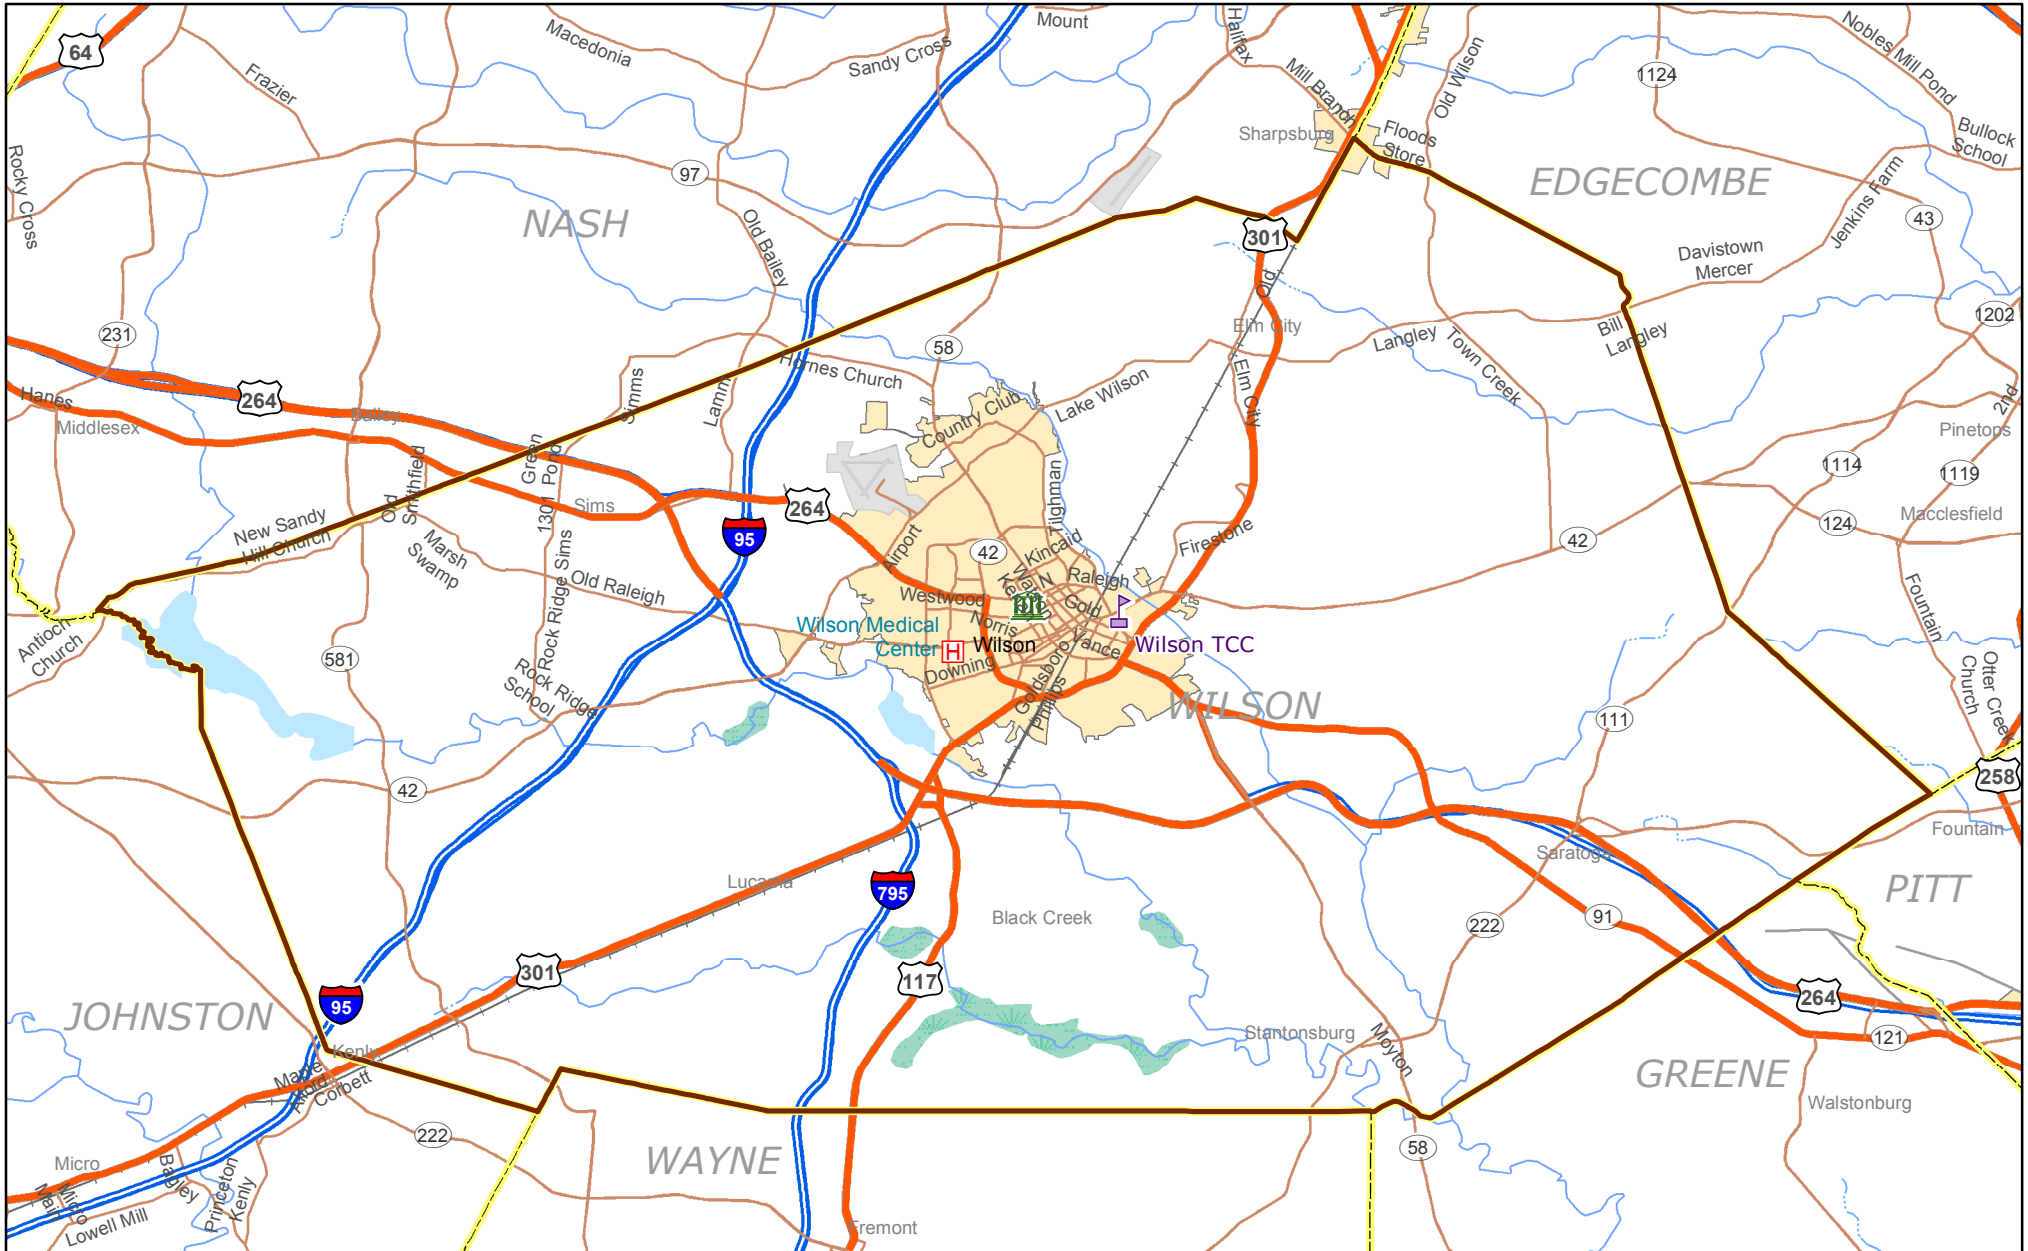 Mount
Macedonia
Sandy Cross
Halifax
Nobles Mill Pond
64
Frazier
Mill Branch
Old Wilson
1124
Sharpsburg
Floods
Store
Bullock
School
Rocky Cross
97
EDGECOMBE
NASH
Old Bailey
Jenkins Farm
43
301
Davistown
Mercer
Old
231
Elm City
1202
Bill
Langley
Langley
Town Creek
58
Hornes Church
Hanes
264
Simms
Lamm
Lake Wilson
Elm City
2nd
Bailey
Middlesex
Country Club
Pinetops
Green
Pond
1301
Old
Smithfield
Tilghman
1114
1119
Sims
264
95
New Sandy
Hill Church
Marsh
Swamp
Airport
42
Kincaid
Firestone
42
124
Macclesfield
Rock Ridge Sims
Old Raleigh
N
Raleigh
Westwood
Gold
Fountain
Norris
Wilson Medical
Center
H
Wilson
Vance
Wilson TCC
Antioch
Church
581
Downing
Goldsboro
Phillips
Rock Ridge
School
WILSON
111
Otter Creek
Church
258
42
Fountain
Saratoga
Lucama
795
PITT
Black Creek
222
91
301
117
264
95
JOHNSTON
Stantonsburg
Moyton
121
Kenly
Maple
Alford
Corbett
GREENE
Walstonburg
222
58
WAYNE
Micro
Bagley
Princeton
Kenly
Micro
Main
Lowell Mill
Fremont